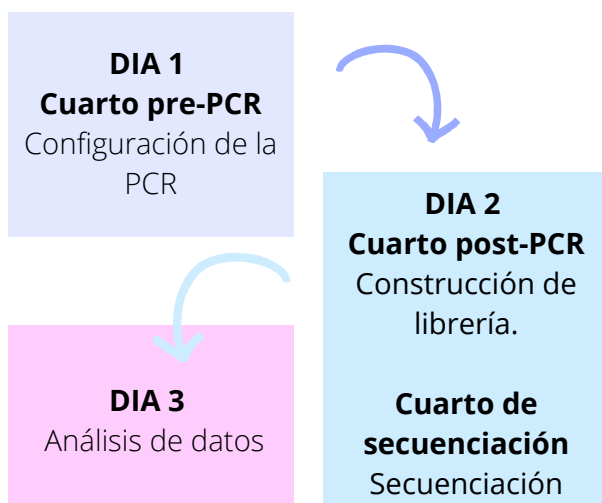 DIA 1
Cuarto pre-PCR
Configuración de la
PCR
DIA 2
Cuarto post-PCR
Construcción de
librería.
Cuarto de
secuenciación
Secuenciación
DIA 3
Análisis de datos